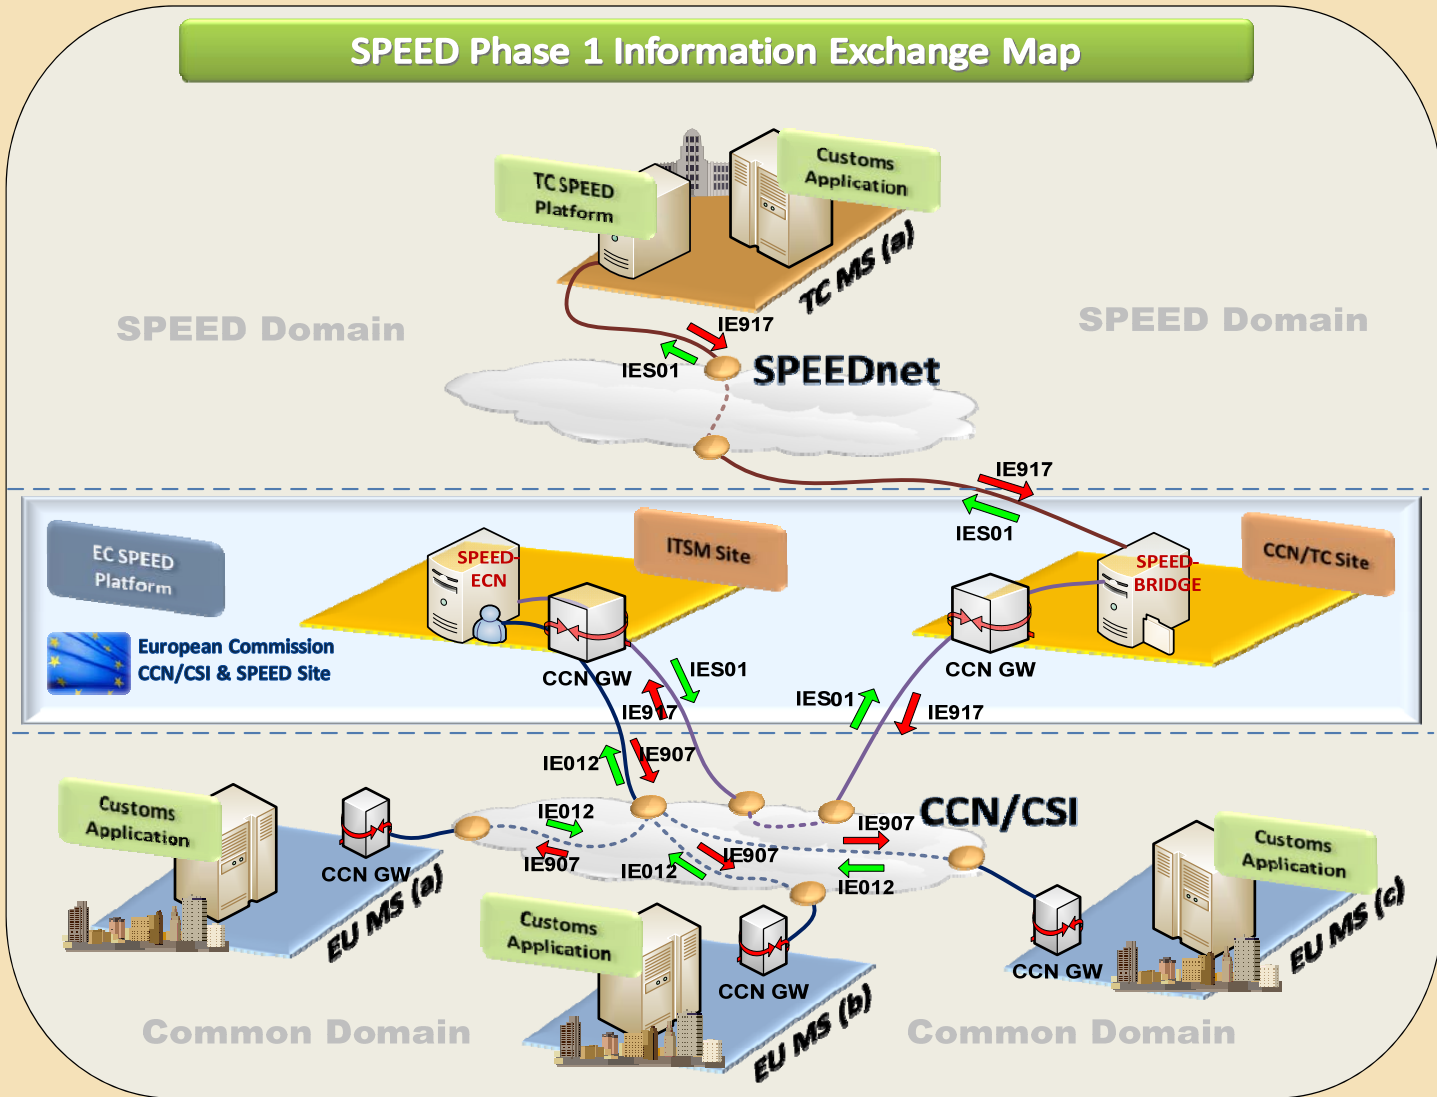 SPEED Phase 1 Information Exchange Map
TC SPEED
Platform
Customs
Application
TC MS (a)
SPEED Domain
SPEED Domain
IE917
IES01
SPEEDnet
IE917
IES01
EC SPEED
Platform
SPEED-
ECN
ITSM Site
SPEED-
BRIDGE
CCN/TC Site
European Commission
CCN/CSI & SPEED Site
CCN GW
CCN GW
IES01
IE917
IES01
IE917
IE012
IE907
CCN/CSI
Customs
Application
CCN GW
EU MS (a)
IE012
IE907
IE012
IE907
IE907
IE012
Customs
Application
CCN GW
EU MS (b)
Customs
Application
CCN GW
EU MS (c)
Common Domain
Common Domain